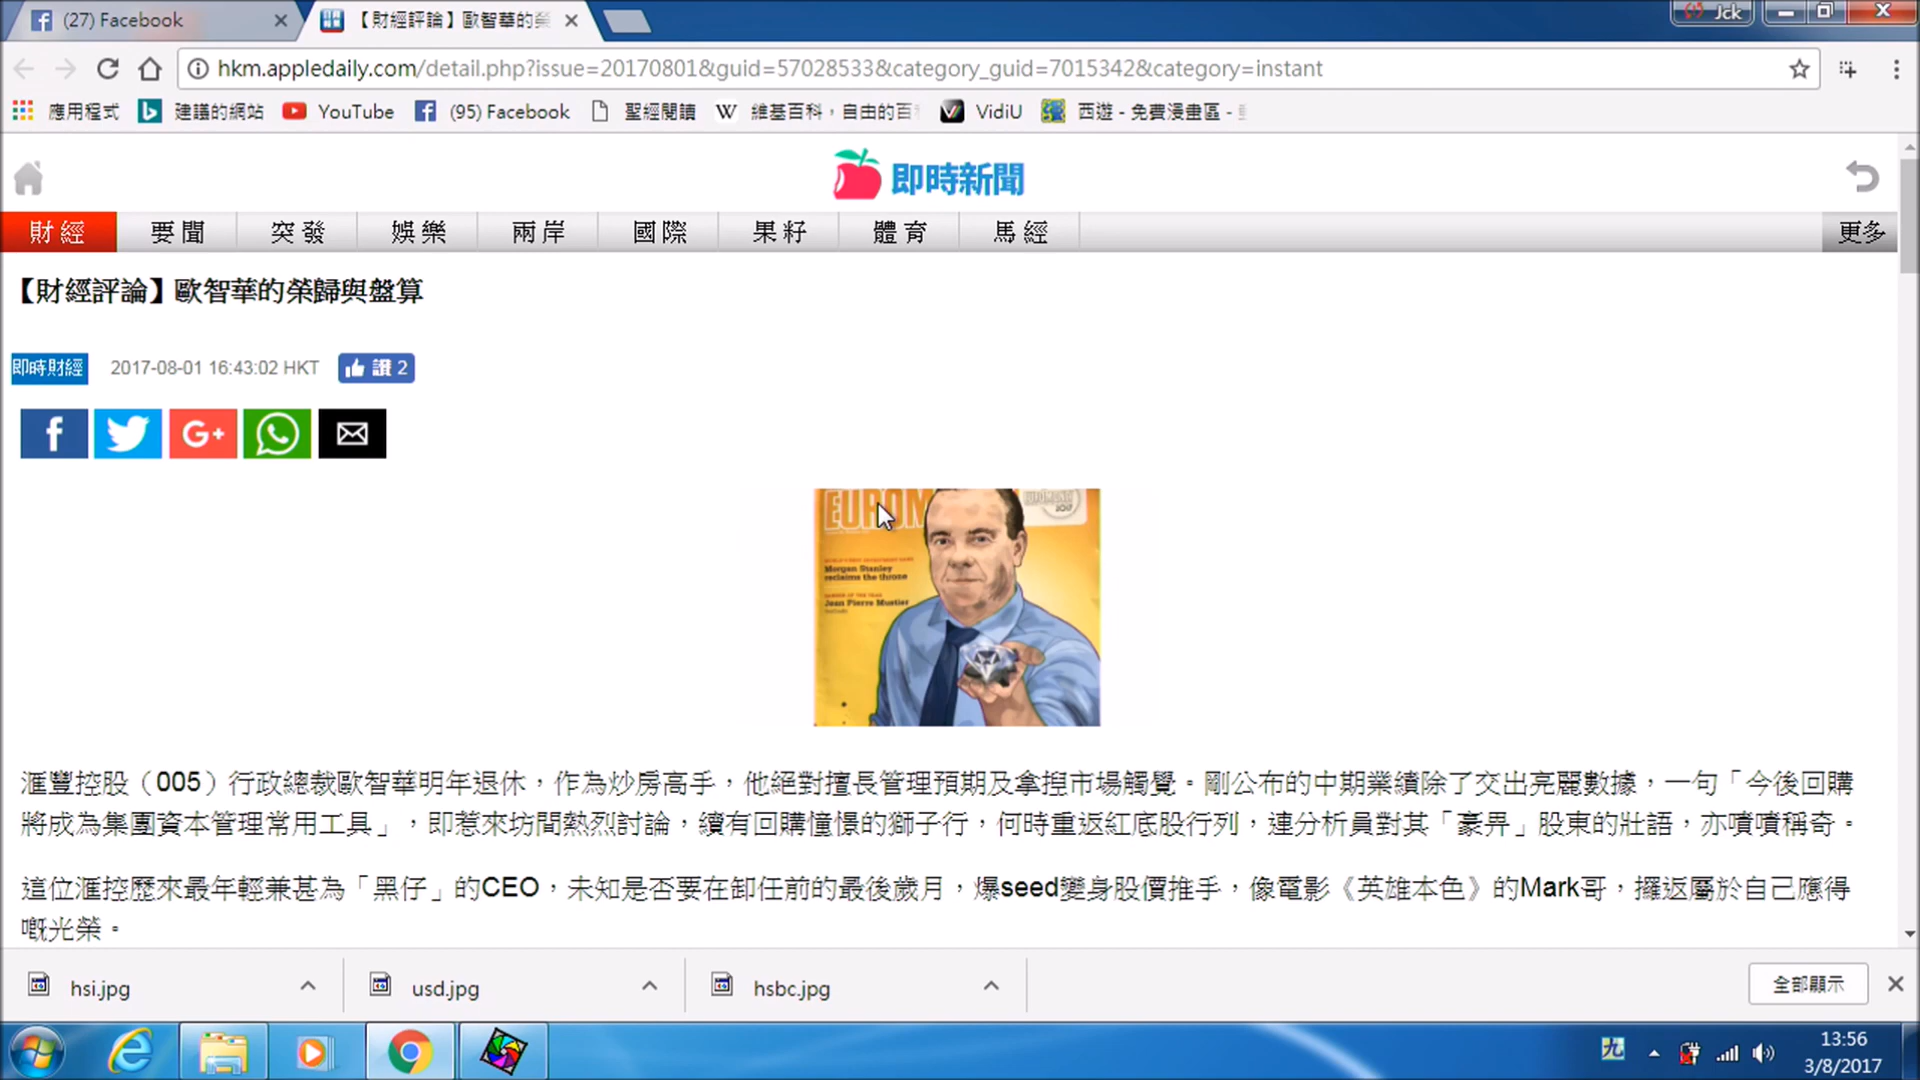 (27) Facebook
【財經評論】歐智華的榮
Jck
hkm.appledaily.com/detail.php?issue=20170801&guid=57028533&category_guid=7015342&category=instant
應用程式 建議的網站 YouTube (95) Facebook 聖經閱讀 維基百科，自由的百 VidiU 西遊 - 免費漫畫區 -
即時新聞
財經 要聞 突發 娛樂 兩岸 國際 果籽 體育 馬經 更多
【財經評論】歐智華的榮歸與盤算
即時財經 2017-08-01 16:43:02 HKT 讚 2
EUROM
EUROMONEY
2017
Morgan Stanley
reclaims the throne
Jean Pierre Mustier
滙豐控股（005）行政總裁歐智華明年退休，作為炒房高手，他絕對擅長管理預期及拿揑市場觸覺。剛公布的中期業績除了交出亮麗數據，一句「今後回購
將成為集團資本管理常用工具」，即惹來坊間熱烈討論，續有回購憧憬的獅子行，何時重返紅底股行列，連分析員對其「豪畀」股東的壯語，亦嘖嘖稱奇。
這位滙控歷來最年輕兼甚為「黑仔」的CEO，未知是否要在卸任前的最後歲月，爆seed變身股價推手，像電影《英雄本色》的Mark哥，攞返屬於自己應得
嘅光榮。
hsi.jpg usd.jpg hsbc.jpg 全部顯示
九
13:56
3/8/2017